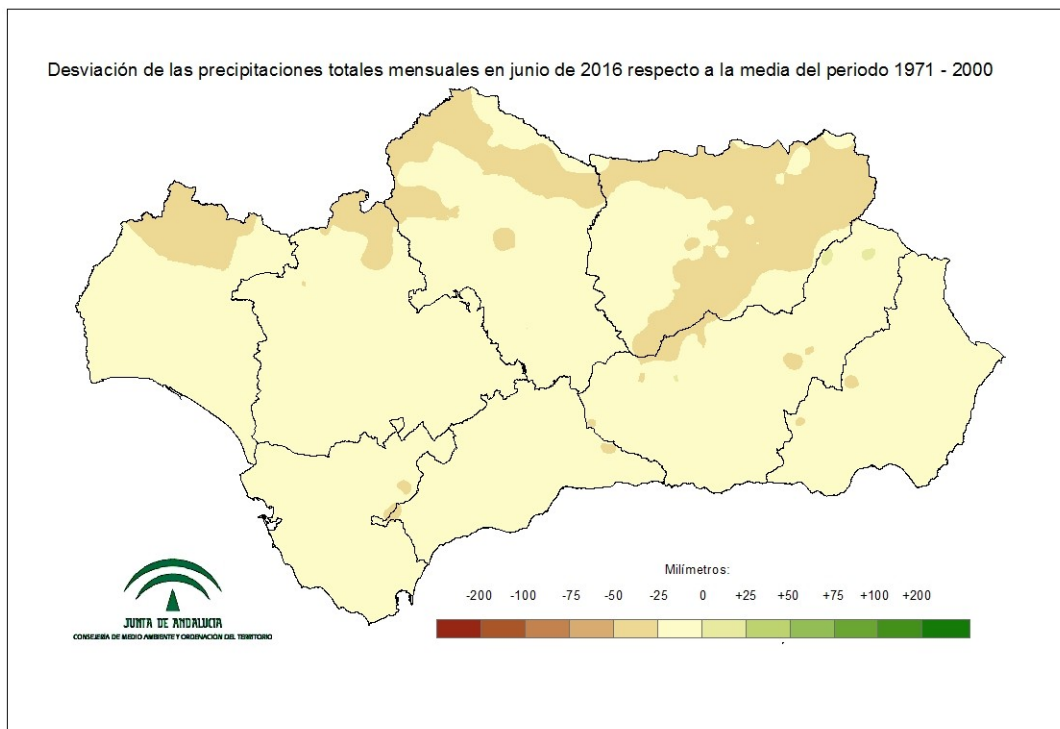 Desviación de las precipitaciones totales mensuales en junio de 2016 respecto a la media del periodo 1971 - 2000
Milímetros:
-200 -100 -75 -50 -25 0 +25 +50 +75 +100 +200
JUNTA DE ANDALUCIA
CONSEJERÍA DE MEDIO AMBIENTE Y ORDENACIÓN DEL TERRITORIO